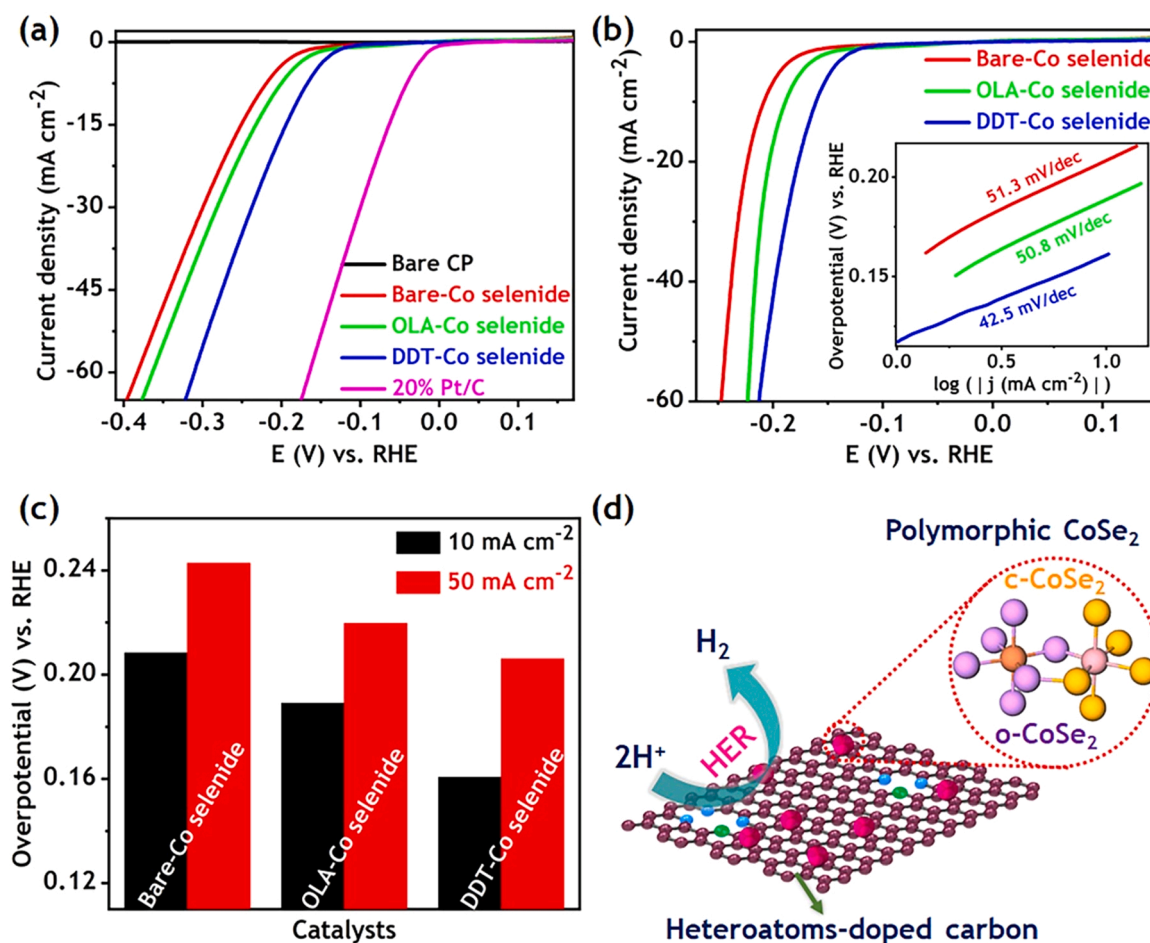 (a)
0
-15
-30
-45
-60
Current density (mA cm⁻²)
Bare CP
Bare-Co selenide
OLA-Co selenide
DDT-Co selenide
20% Pt/C
-0.4
-0.3
-0.2
-0.1
0.0
0.1
E (V) vs. RHE
(b)
0
-20
-40
-60
Current density (mA cm⁻²)
Bare-Co selenide
OLA-Co selenide
DDT-Co selenide
0.20
0.15
Overpotential (V) vs. RHE
51.3 mV/dec
50.8 mV/dec
42.5 mV/dec
0.0
0.5
1.0
log (| j (mA cm⁻²) |)
-0.2
-0.1
0.0
0.1
E (V) vs. RHE
(c)
0.24
0.20
0.16
0.12
Overpotential (V) vs. RHE
10 mA cm⁻²
50 mA cm⁻²
Bare-Co selenide
OLA-Co selenide
DDT-Co selenide
Catalysts
(d)
Polymorphic CoSe₂
c-CoSe₂
o-CoSe₂
H₂
2H⁺
HER
Heteroatoms-doped carbon